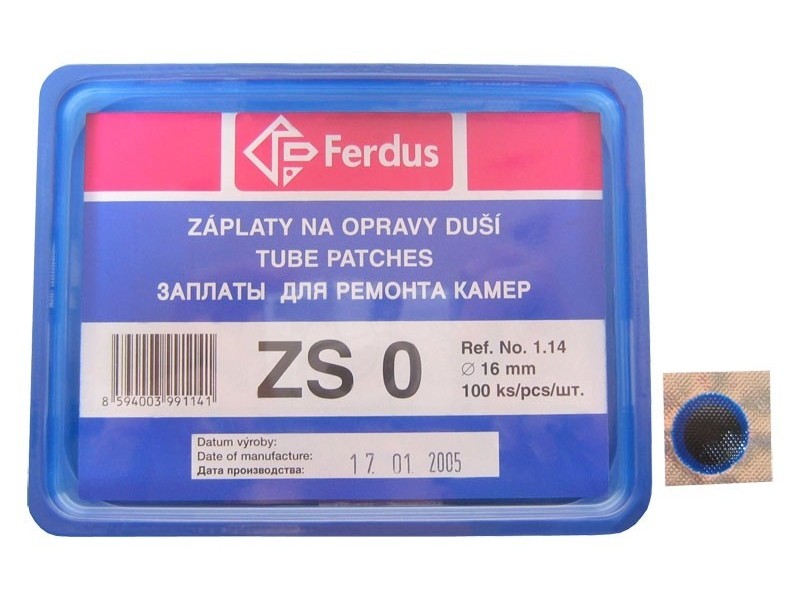 Ferdus
ZÁPLATY NA OPRAVY DUŠÍ
TUBE PATCHES
ЗАПЛАТЫ ДЛЯ РЕМОНТА КАМЕР
ZS 0
Ref. No. 1.14
⌀ 16 mm
100 ks/pcs/шт.
8 594003 991141
Datum výroby:
Date of manufacture:
Дата производства:
17. 01. 2005